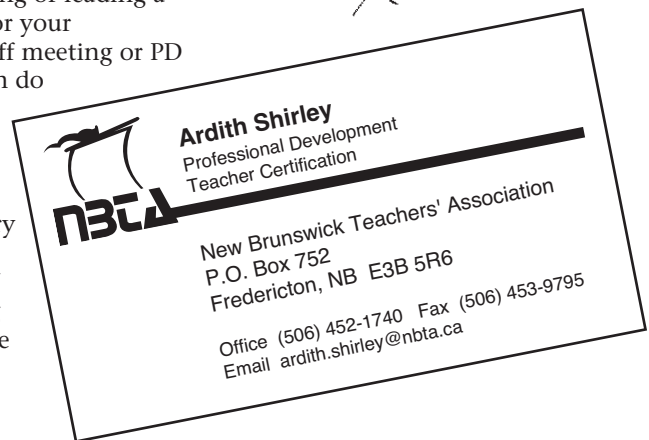 ng or leading a
or your
ff meeting or PD
n do
ry
e
nbta
Ardith Shirley
Professional Development
Teacher Certification
New Brunswick Teachers' Association
P.O. Box 752
Fredericton, NB E3B 5R6
Office (506) 452-1740 Fax (506) 453-9795
Email ardith.shirley@nbta.ca